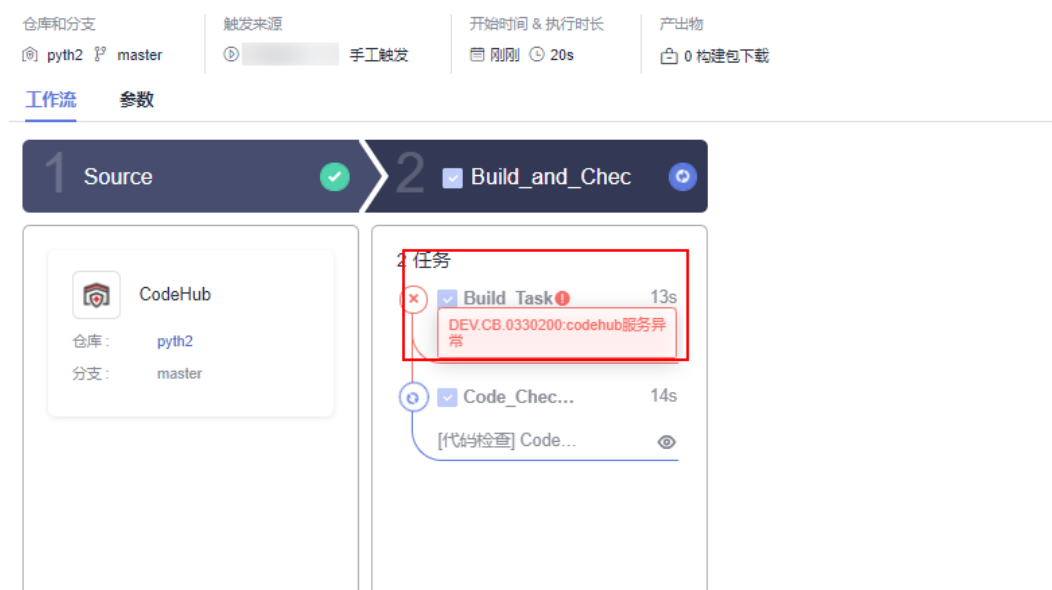 仓库和分支 触发来源 开始时间 & 执行时长 产出物
pyth2 master 手工触发 刚刚 20s 0 构建包下载
工作流 参数
1 Source 2 Build_and_Chec
CodeHub
仓库: pyth2
分支: master
2 任务
Build_Task 13s
DEV.CB.0330200:codehub服务异
常
Code_Chec... 14s
[代码检查] Code...